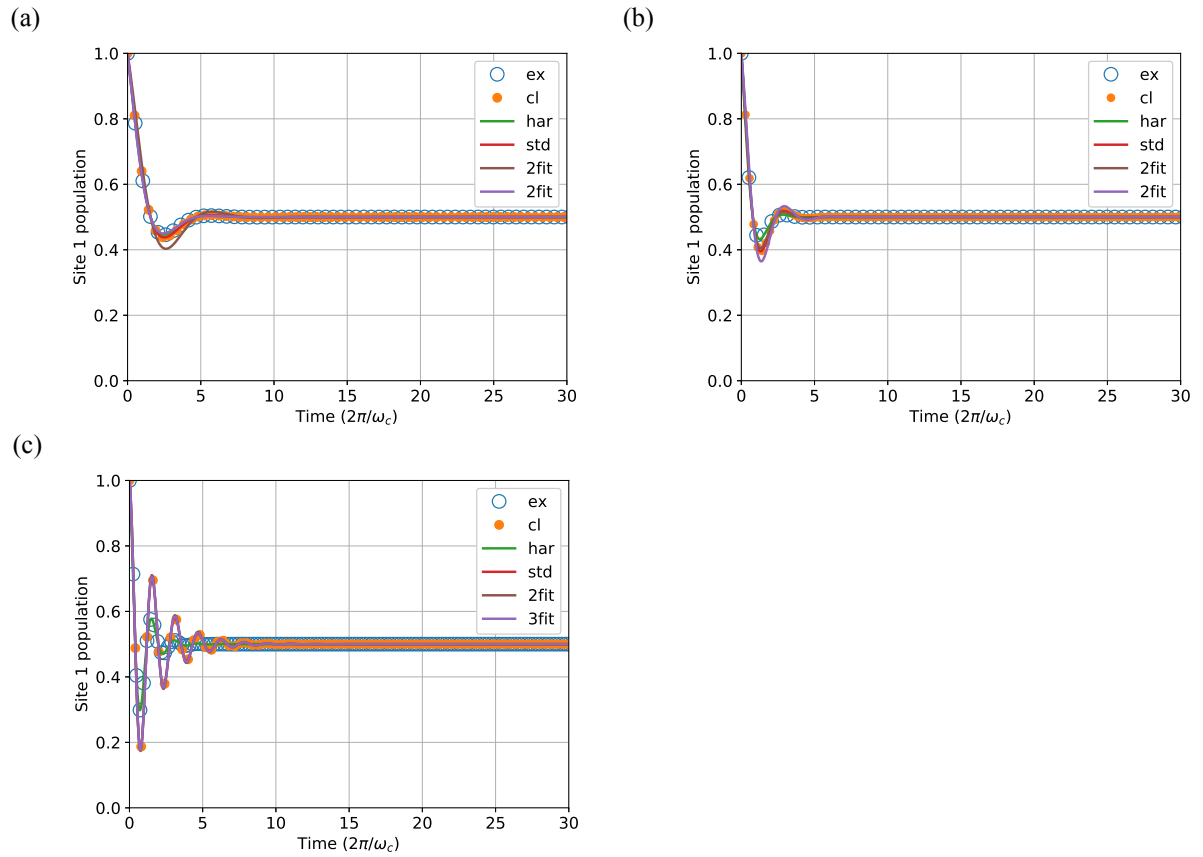 (a)
1.0
0.8
0.6
0.4
0.2
0.0
Site 1 population
0 5 10 15 20 25 30
Time (2π/ω_c)
ex
cl
har
std
2fit
2fit
(b)
1.0
0.8
0.6
0.4
0.2
0.0
Site 1 population
0 5 10 15 20 25 30
Time (2π/ω_c)
ex
cl
har
std
2fit
2fit
(c)
1.0
0.8
0.6
0.4
0.2
0.0
Site 1 population
0 5 10 15 20 25 30
Time (2π/ω_c)
ex
cl
har
std
2fit
3fit